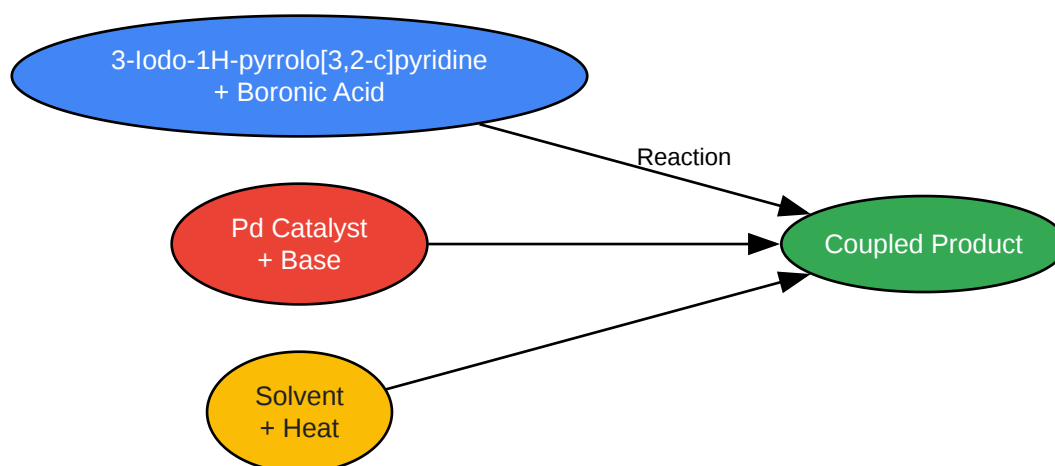 3-Iodo-1H-pyrrolo[3,2-c]pyridine
+ Boronic Acid
Reaction
Pd Catalyst
+ Base
Coupled Product
Solvent
+ Heat